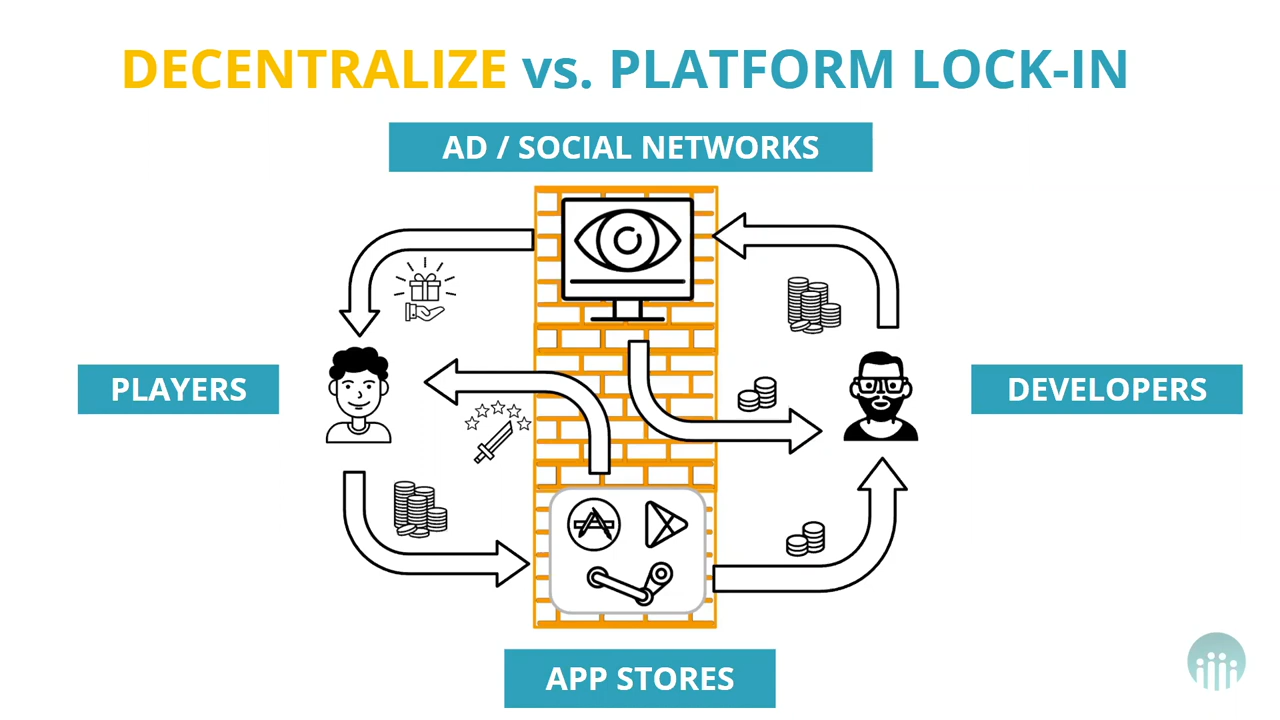 DECENTRALIZE vs. PLATFORM LOCK-IN
AD / SOCIAL NETWORKS
PLAYERS
DEVELOPERS
APP STORES